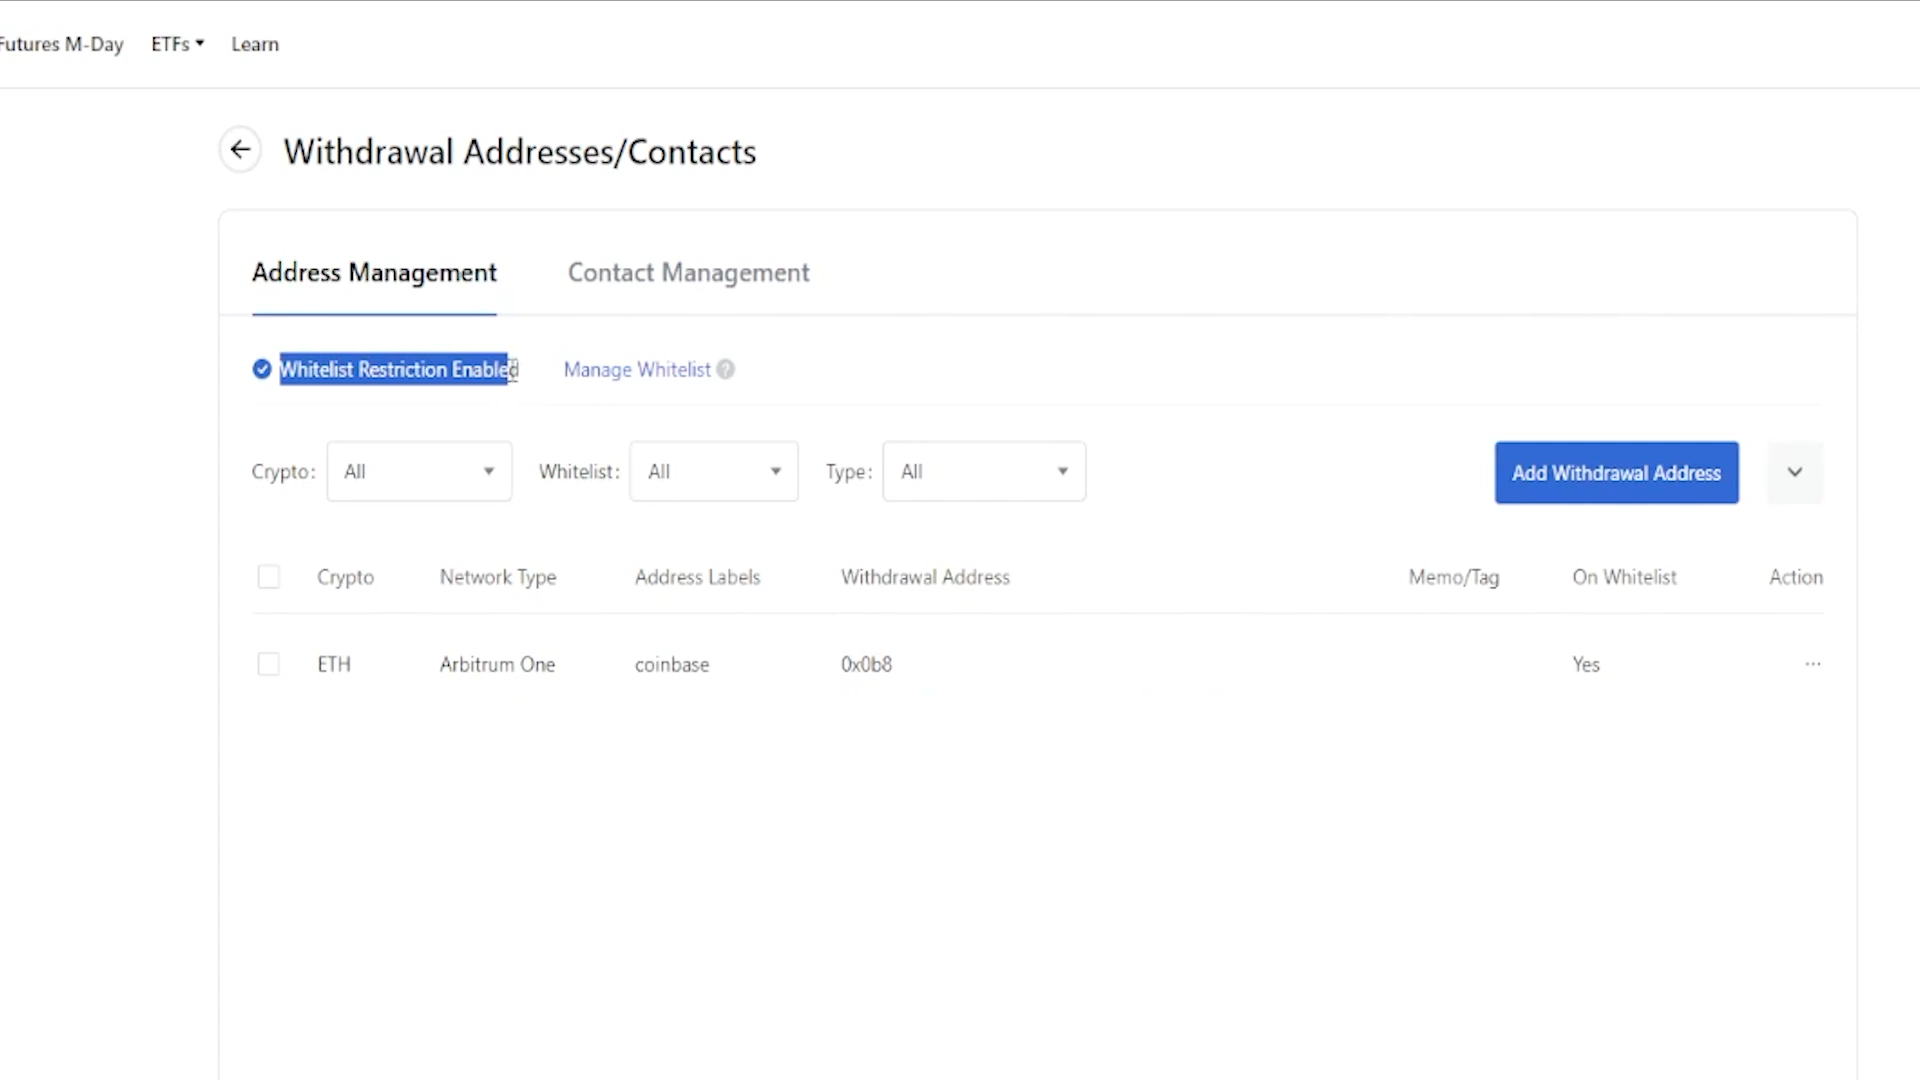 Futures M-Day ETFs Learn
Withdrawal Addresses/Contacts
Address Management Contact Management
Whitelist Restriction Enabled Manage Whitelist ?
Crypto: All Whitelist: All Type: All Add Withdrawal Address
Crypto Network Type Address Labels Withdrawal Address Memo/Tag On Whitelist Action
ETH Arbitrum One coinbase 0x0b8 Yes ...